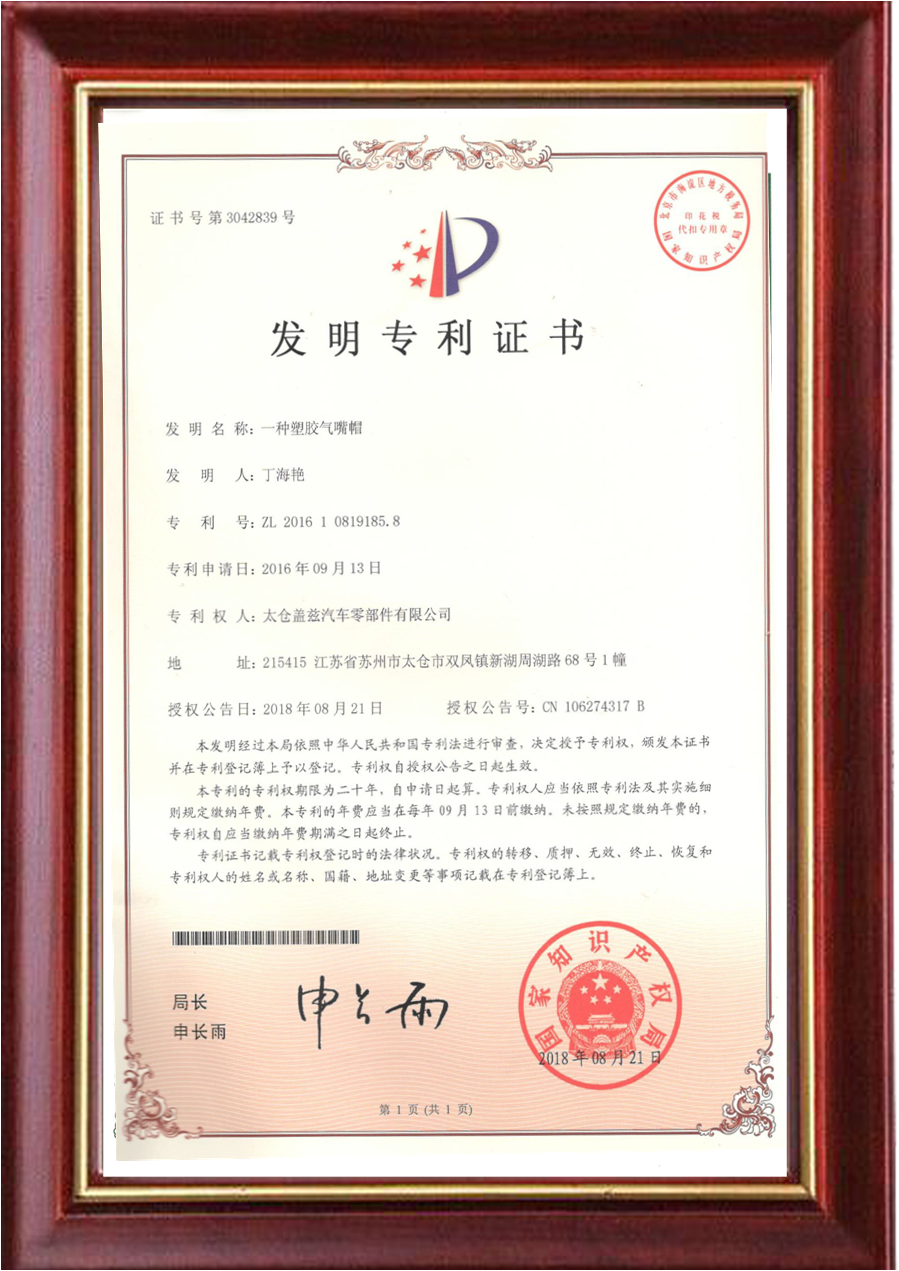 证书号第3042839号
北京市海淀区地方税务局
印花税
代扣专用章
国家知识产权局
发明专利证书
发明名称：一种塑胶气嘴帽
发明人：丁海艳
专利号：ZL 2016 1 0819185.8
专利申请日：2016年09月13日
专利权人：太仓盖兹汽车零部件有限公司
地址：215415 江苏省苏州市太仓市双凤镇新湖周湖路68号1幢
授权公告日：2018年08月21日 授权公告号：CN 106274317 B
本发明经过本局依照中华人民共和国专利法进行审查，决定授予专利权，颁发本证书
并在专利登记簿上予以登记。专利权自授权公告之日起生效。
本专利的专利权期限为二十年，自申请日起算。专利权人应当依照专利法及其实施细
则规定缴纳年费。本专利的年费应当在每年09月13日前缴纳。未按照规定缴纳年费的，
专利权自应当缴纳年费期满之日起终止。
专利证书记载专利权登记时的法律状况。专利权的转移、质押、无效、终止、恢复和
专利权人的姓名或名称、国籍、地址变更等事项记载在专利登记簿上。
局长
申长雨
申长雨
国家知识产权局
2018年08月21日
第1页(共1页)